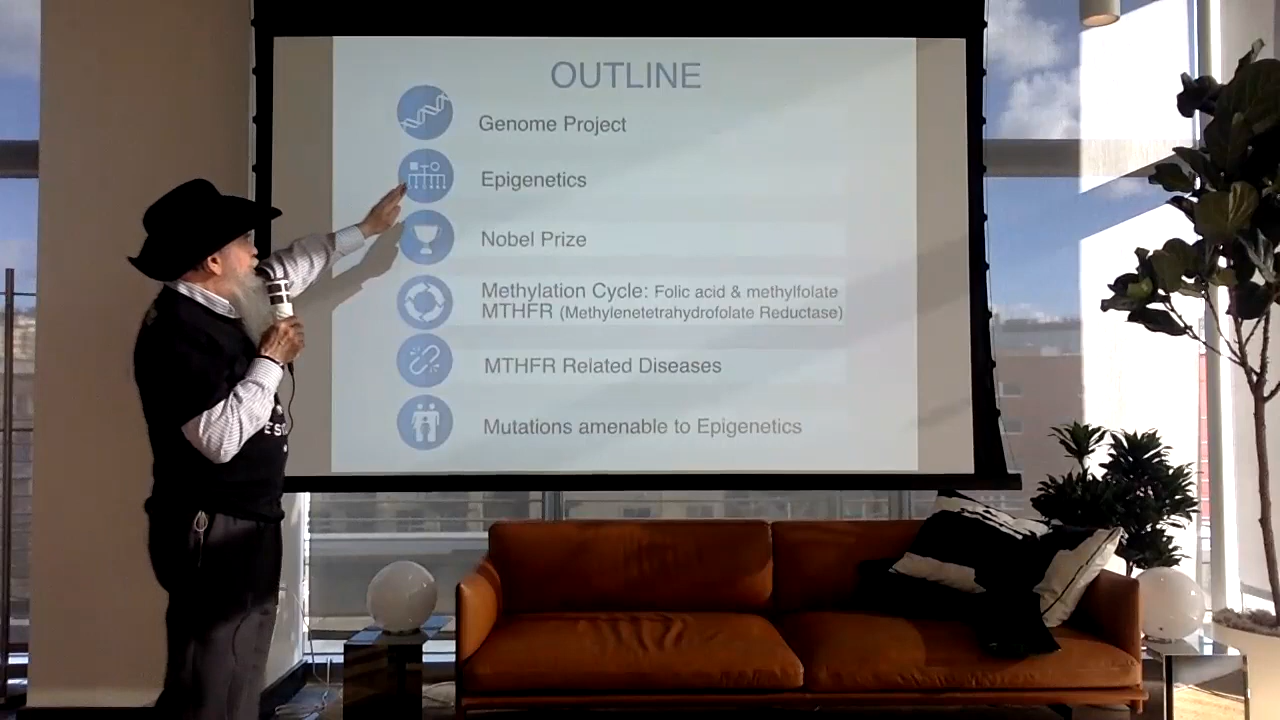 OUTLINE
Genome Project
Epigenetics
Nobel Prize
Methylation Cycle: Folic acid & methylfolate
MTHFR (Methylenetetrahydrofolate Reductase)
MTHFR Related Diseases
Mutations amenable to Epigenetics